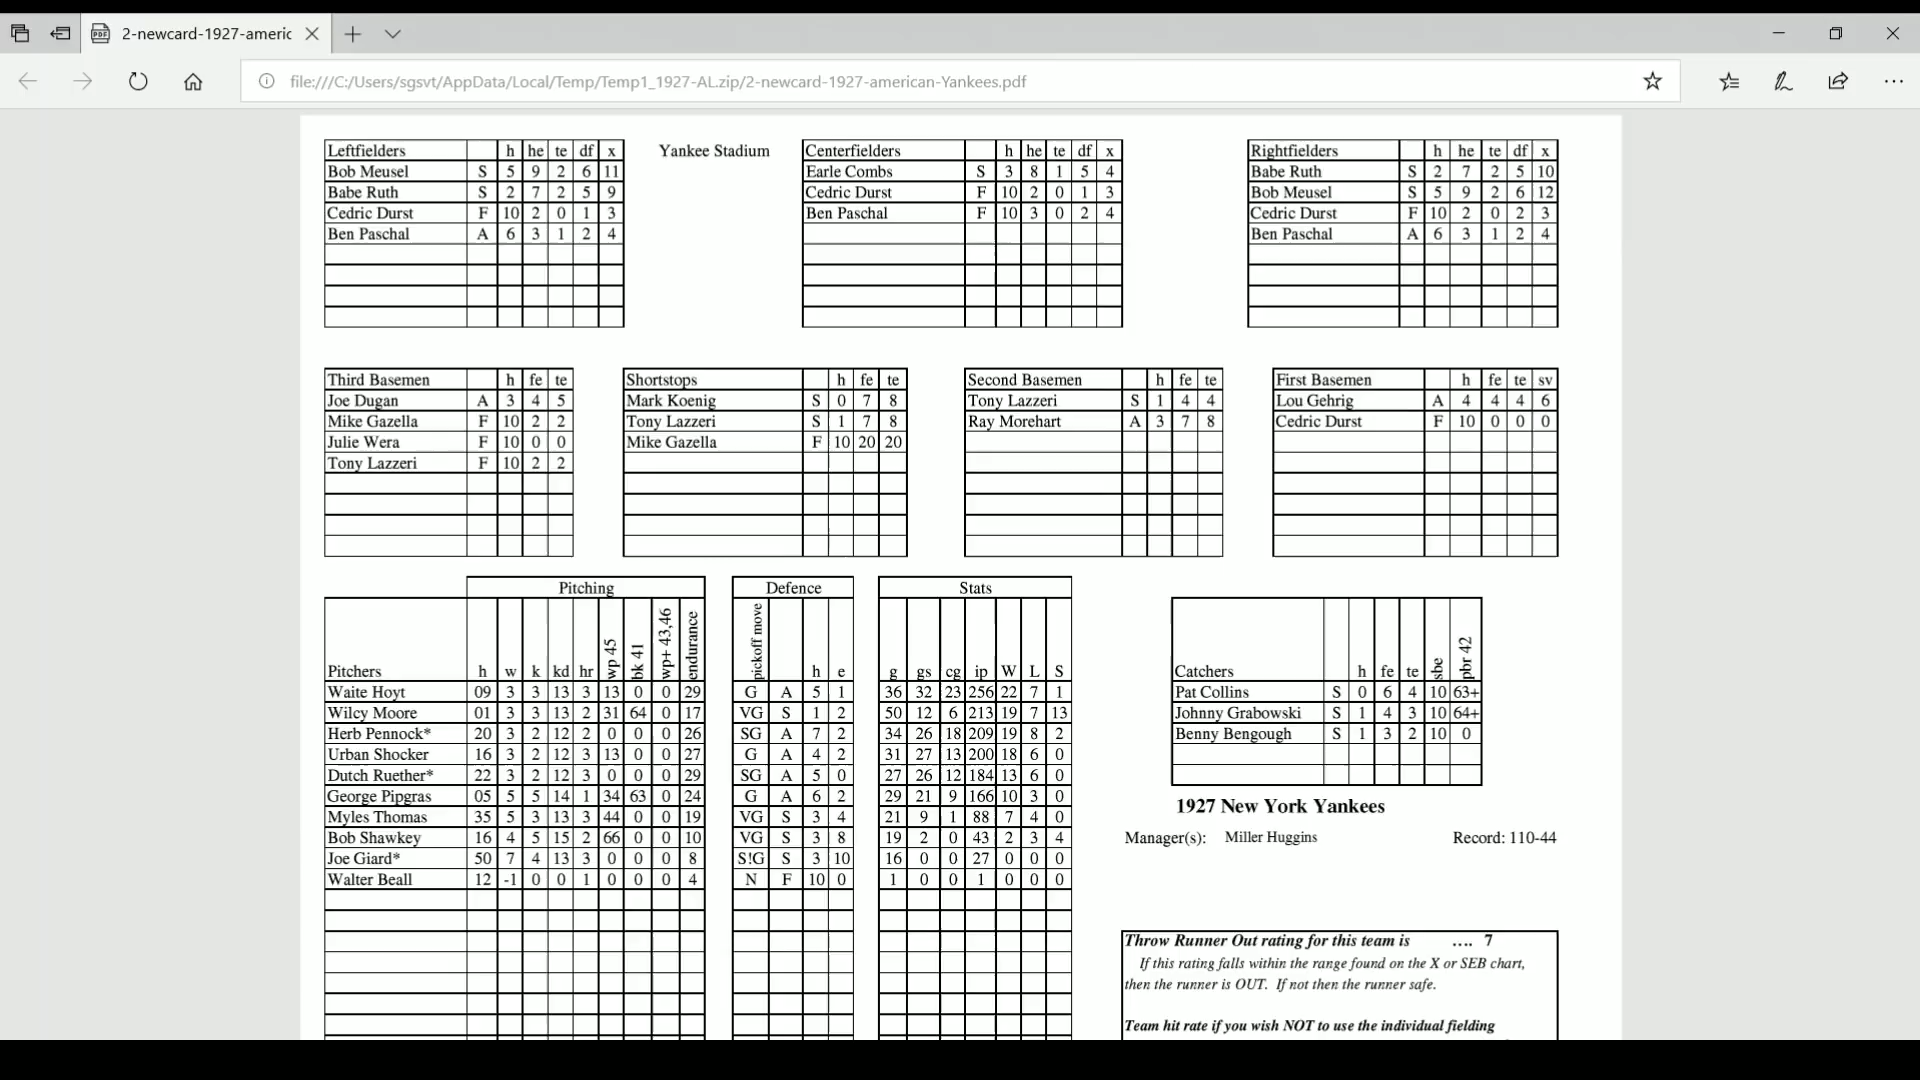 2-newcard-1927-americ
file:///C:/Users/sgsvt/AppData/Local/Temp/Temp1_1927-AL.zip/2-newcard-1927-american-Yankees.pdf
Leftfielders h he te df x
Bob Meusel S 5 9 2 6 11
Babe Ruth S 2 7 2 5 9
Cedric Durst F 10 2 0 1 3
Ben Paschal A 6 3 1 2 4
Yankee Stadium
Centerfielders h he te df x
Earle Combs S 3 8 1 5 4
Cedric Durst F 10 2 0 1 3
Ben Paschal F 10 3 0 2 4
Rightfielders h he te df x
Babe Ruth S 2 7 2 5 10
Bob Meusel S 5 9 2 6 12
Cedric Durst F 10 2 0 2 3
Ben Paschal A 6 3 1 2 4
Third Basemen h fe te
Joe Dugan A 3 4 5
Mike Gazella F 10 2 2
Julie Wera F 10 0 0
Tony Lazzeri F 10 2 2
Shortstops h fe te
Mark Koenig S 0 7 8
Tony Lazzeri S 1 7 8
Mike Gazella F 10 20 20
Second Basemen h fe te
Tony Lazzeri S 1 4 4
Ray Morehart A 3 7 8
First Basemen h fe te sv
Lou Gehrig A 4 4 4 6
Cedric Durst F 10 0 0 0
Pitching Defence Stats
Pitchers h w k kd hr wp 45 bk 41 wp+ 43,46 endurance pickoff move h e g gs cg ip W L S
Waite Hoyt 09 3 3 13 3 13 0 0 29 G A 5 1 36 32 23 256 22 7 1
Wilcy Moore 01 3 3 13 2 31 64 0 17 VG S 1 2 50 12 6 213 19 7 13
Herb Pennock* 20 3 2 12 2 0 0 0 26 SG A 7 2 34 26 18 209 19 8 2
Urban Shocker 16 3 2 12 3 13 0 0 27 G A 4 2 31 27 13 200 18 6 0
Dutch Ruether* 22 3 2 12 3 0 0 0 29 SG A 5 0 27 26 12 184 13 6 0
George Pipgras 05 5 5 14 1 34 63 0 24 G A 6 2 29 21 9 166 10 3 0
Myles Thomas 35 5 3 13 3 44 0 0 19 VG S 3 4 21 9 1 88 7 4 0
Bob Shawkey 16 4 5 15 2 66 0 0 10 VG S 3 8 19 2 0 43 2 3 4
Joe Giard* 50 7 4 13 3 0 0 0 8 S!G S 3 10 16 0 0 27 0 0 0
Walter Beall 12 -1 0 0 1 0 0 0 4 N F 10 0 1 0 0 1 0 0 0
Catchers h fe te sbe pbr 42
Pat Collins S 0 6 4 10 63+
Johnny Grabowski S 1 4 3 10 64+
Benny Bengough S 1 3 2 10 0
1927 New York Yankees
Manager(s): Miller Huggins Record: 110-44
Throw Runner Out rating for this team is .... 7
If this rating falls within the range found on the X or SEB chart,
then the runner is OUT. If not then the runner safe.
Team hit rate if you wish NOT to use the individual fielding